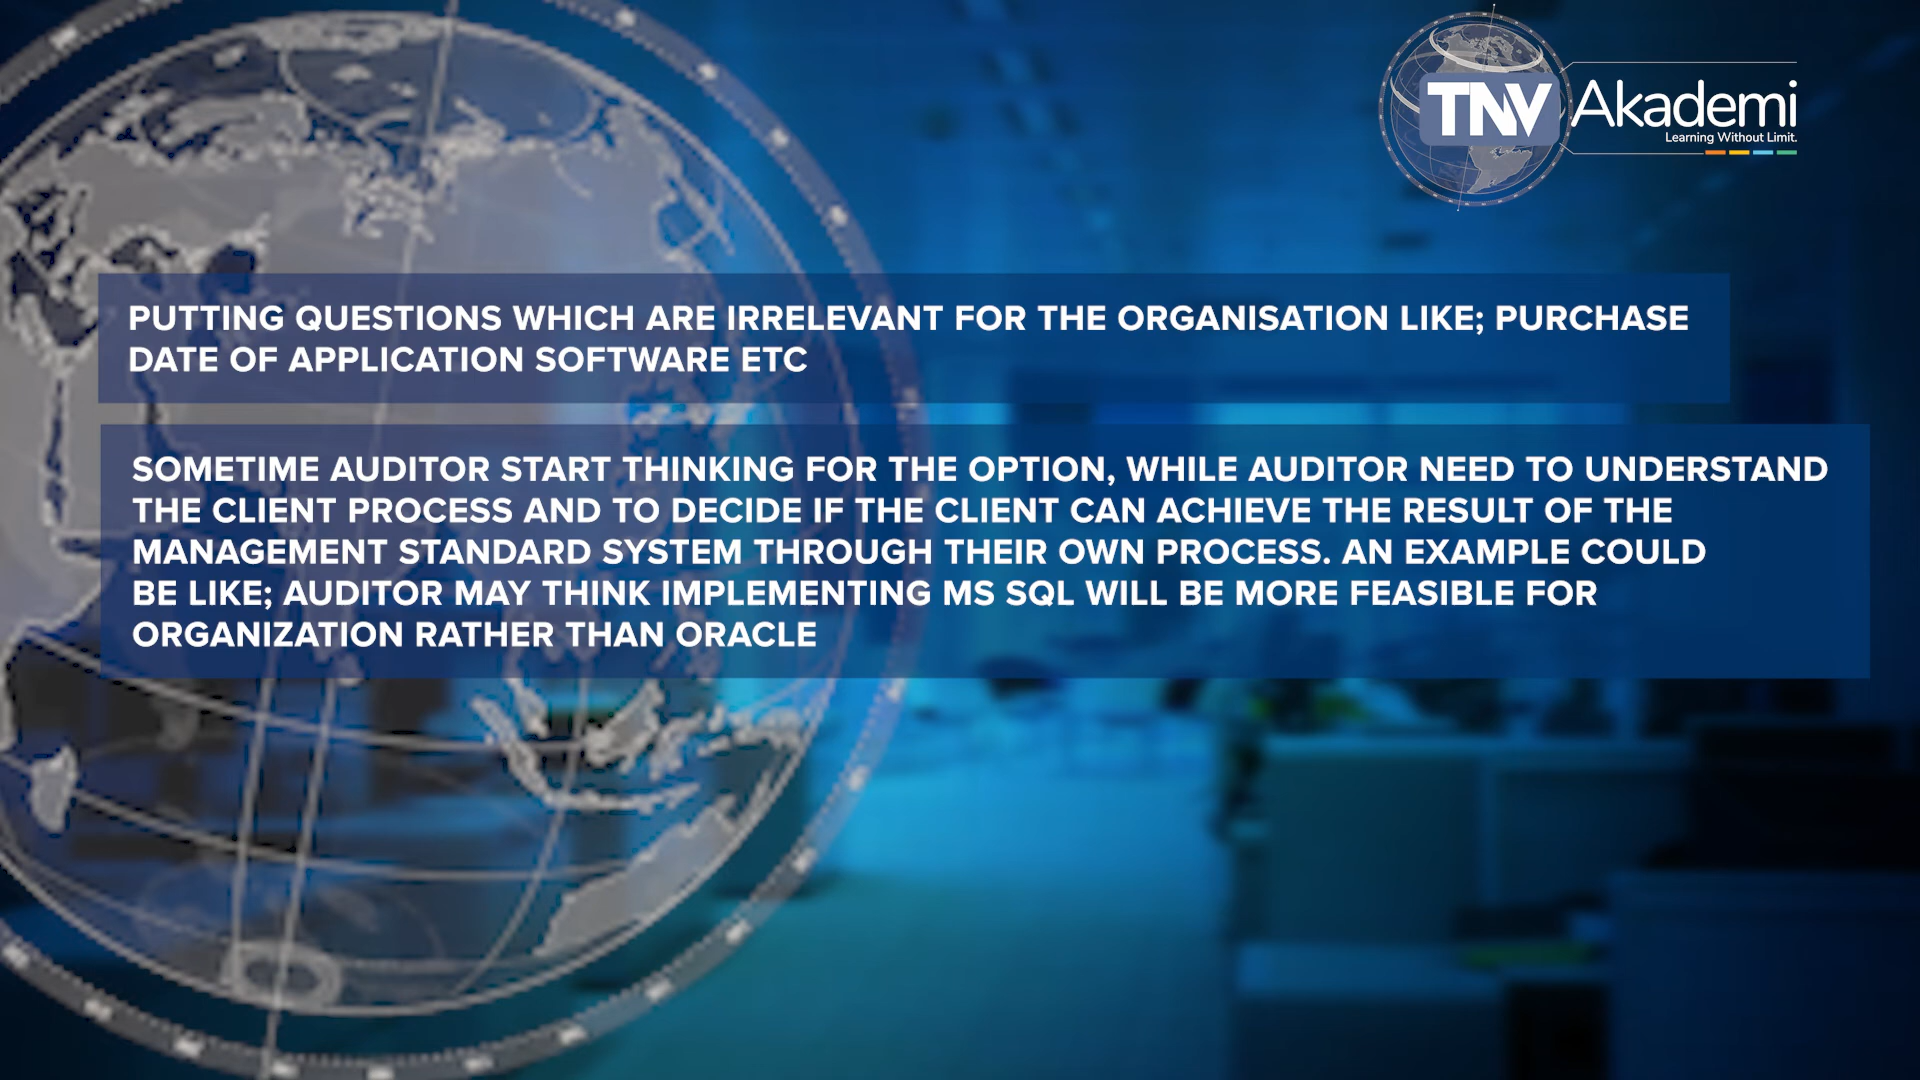 TNV Akademi
Learning Without Limit.
PUTTING QUESTIONS WHICH ARE IRRELEVANT FOR THE ORGANISATION LIKE; PURCHASE
DATE OF APPLICATION SOFTWARE ETC
SOMETIME AUDITOR START THINKING FOR THE OPTION, WHILE AUDITOR NEED TO UNDERSTAND
THE CLIENT PROCESS AND TO DECIDE IF THE CLIENT CAN ACHIEVE THE RESULT OF THE
MANAGEMENT STANDARD SYSTEM THROUGH THEIR OWN PROCESS. AN EXAMPLE COULD
BE LIKE; AUDITOR MAY THINK IMPLEMENTING MS SQL WILL BE MORE FEASIBLE FOR
ORGANIZATION RATHER THAN ORACLE